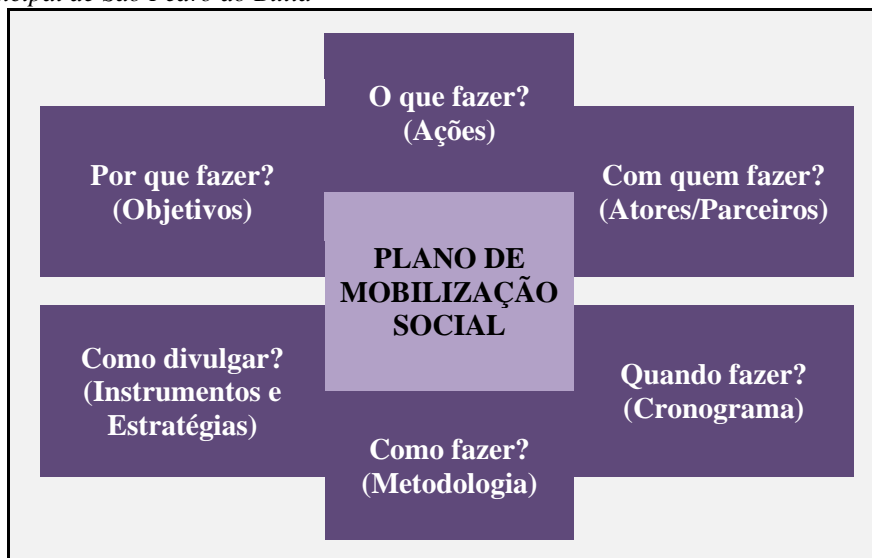 O que fazer?
(Ações)
Por que fazer?
(Objetivos)
Com quem fazer?
(Atores/Parceiros)
PLANO DE
MOBILIZAÇÃO
SOCIAL
Como divulgar?
(Instrumentos e
Estratégias)
Quando fazer?
(Cronograma)
Como fazer?
(Metodologia)